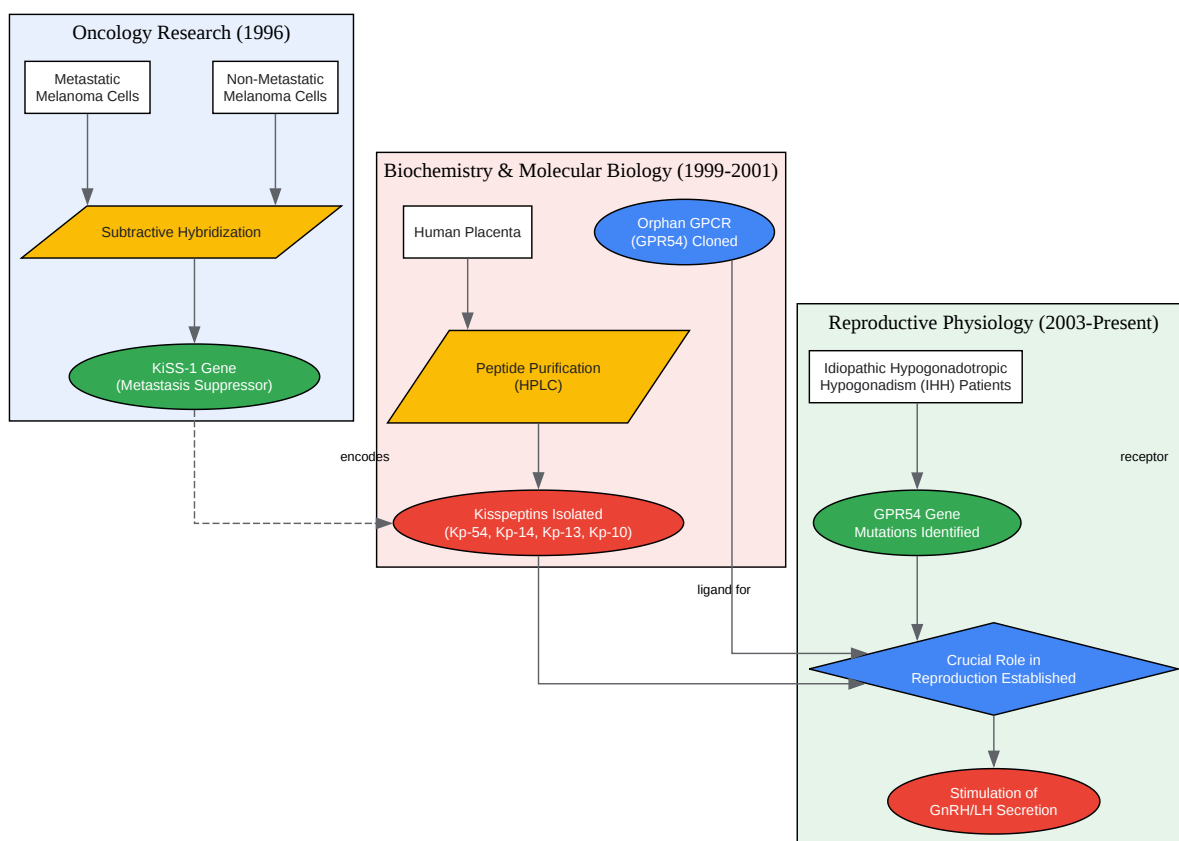 Oncology Research (1996)
Metastatic
Melanoma Cells
Non-Metastatic
Melanoma Cells
Subtractive Hybridization
KiSS-1 Gene
(Metastasis Suppressor)
encodes
Biochemistry & Molecular Biology (1999-2001)
Human Placenta
Orphan GPCR
(GPR54) Cloned
Peptide Purification
(HPLC)
Kisspeptins Isolated
(Kp-54, Kp-14, Kp-13, Kp-10)
ligand for
Reproductive Physiology (2003-Present)
Idiopathic Hypogonadotropic
Hypogonadism (IHH) Patients
receptor
GPR54 Gene
Mutations Identified
Crucial Role in
Reproduction Established
Stimulation of
GnRH/LH Secretion